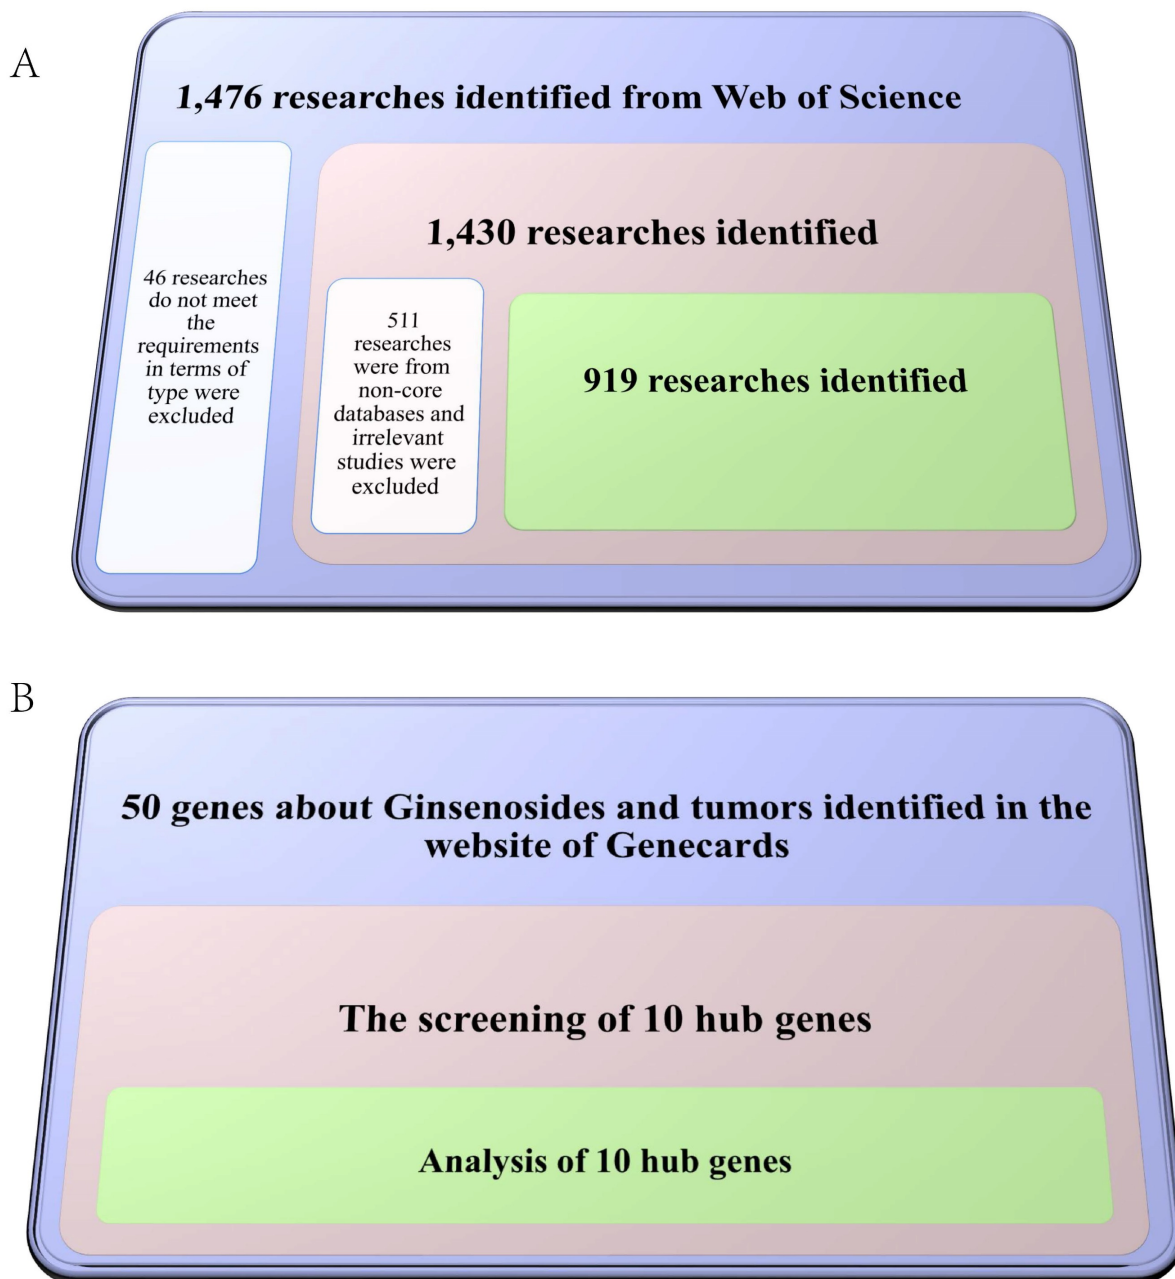 A
1,476 researches identified from Web of Science
46 researches
do not meet
the
requirements
in terms of
type were
excluded
1,430 researches identified
511
researches
were from
non-core
databases and
irrelevant
studies were
excluded
919 researches identified
B
50 genes about Ginsenosides and tumors identified in the
website of Genecards
The screening of 10 hub genes
Analysis of 10 hub genes